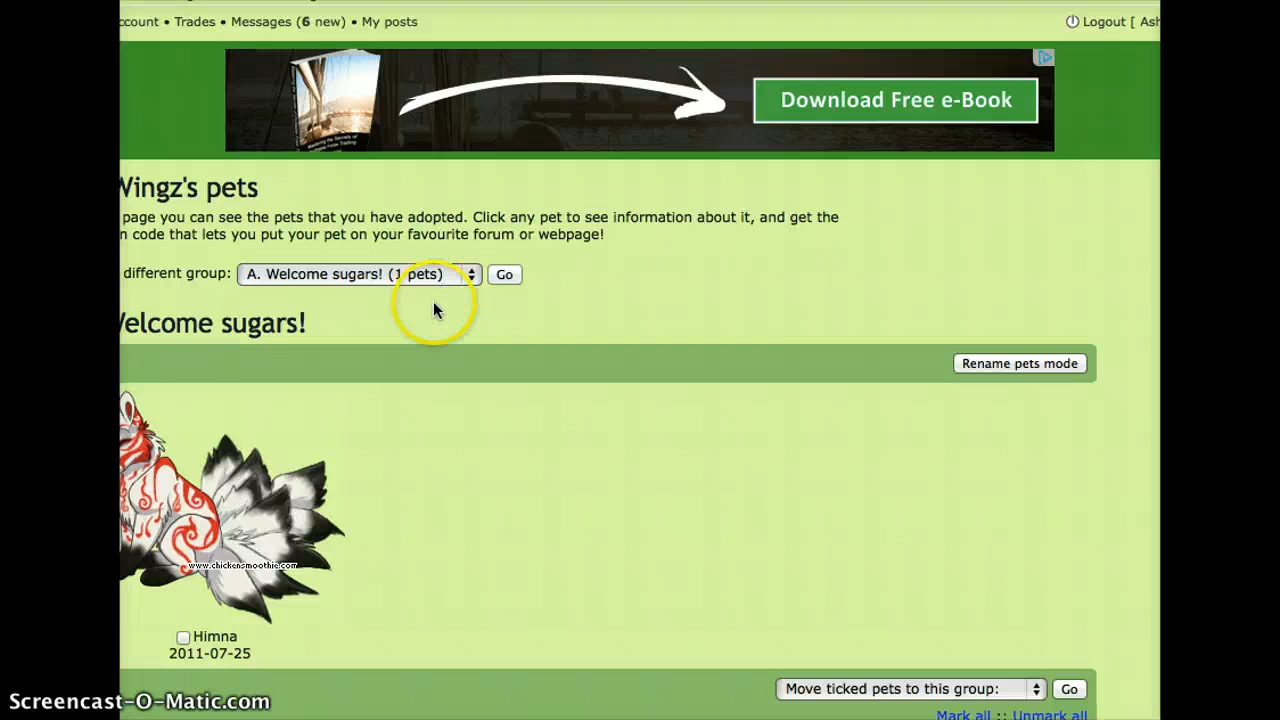 ccount • Trades • Messages (6 new) • My posts
Logout [ Ash
Download Free e-Book
Wingz's pets
page you can see the pets that you have adopted. Click any pet to see information about it, and get the
n code that lets you put your pet on your favourite forum or webpage!
different group: A. Welcome sugars! (1 pets) Go
Welcome sugars!
Rename pets mode
www.chickensmoothie.com
Himna
2011-07-25
Move ticked pets to this group: Go
Mark all :: Unmark all
Screencast-O-Matic.com